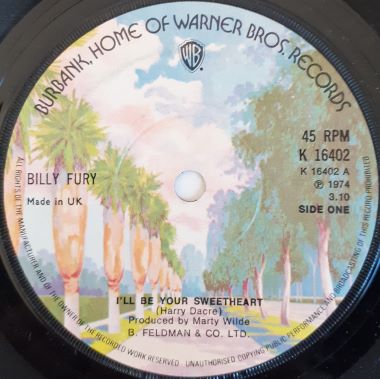 BURBANK, HOME OF WARNER BROS. RECORDS
WB
45 RPM
K 16402
K 16402 A
℗ 1974
3.10
SIDE ONE
BILLY FURY
Made in UK
I'LL BE YOUR SWEETHEART
(Harry Dacre)
Produced by Marty Wilde
B. FELDMAN & CO. LTD.
ALL RIGHTS OF THE MANUFACTURER AND OF THE OWNER OF THE RECORDED WORK RESERVED. UNAUTHORISED COPYING PUBLIC PERFORMANCE AND BROADCASTING OF THIS RECORD PROHIBITED